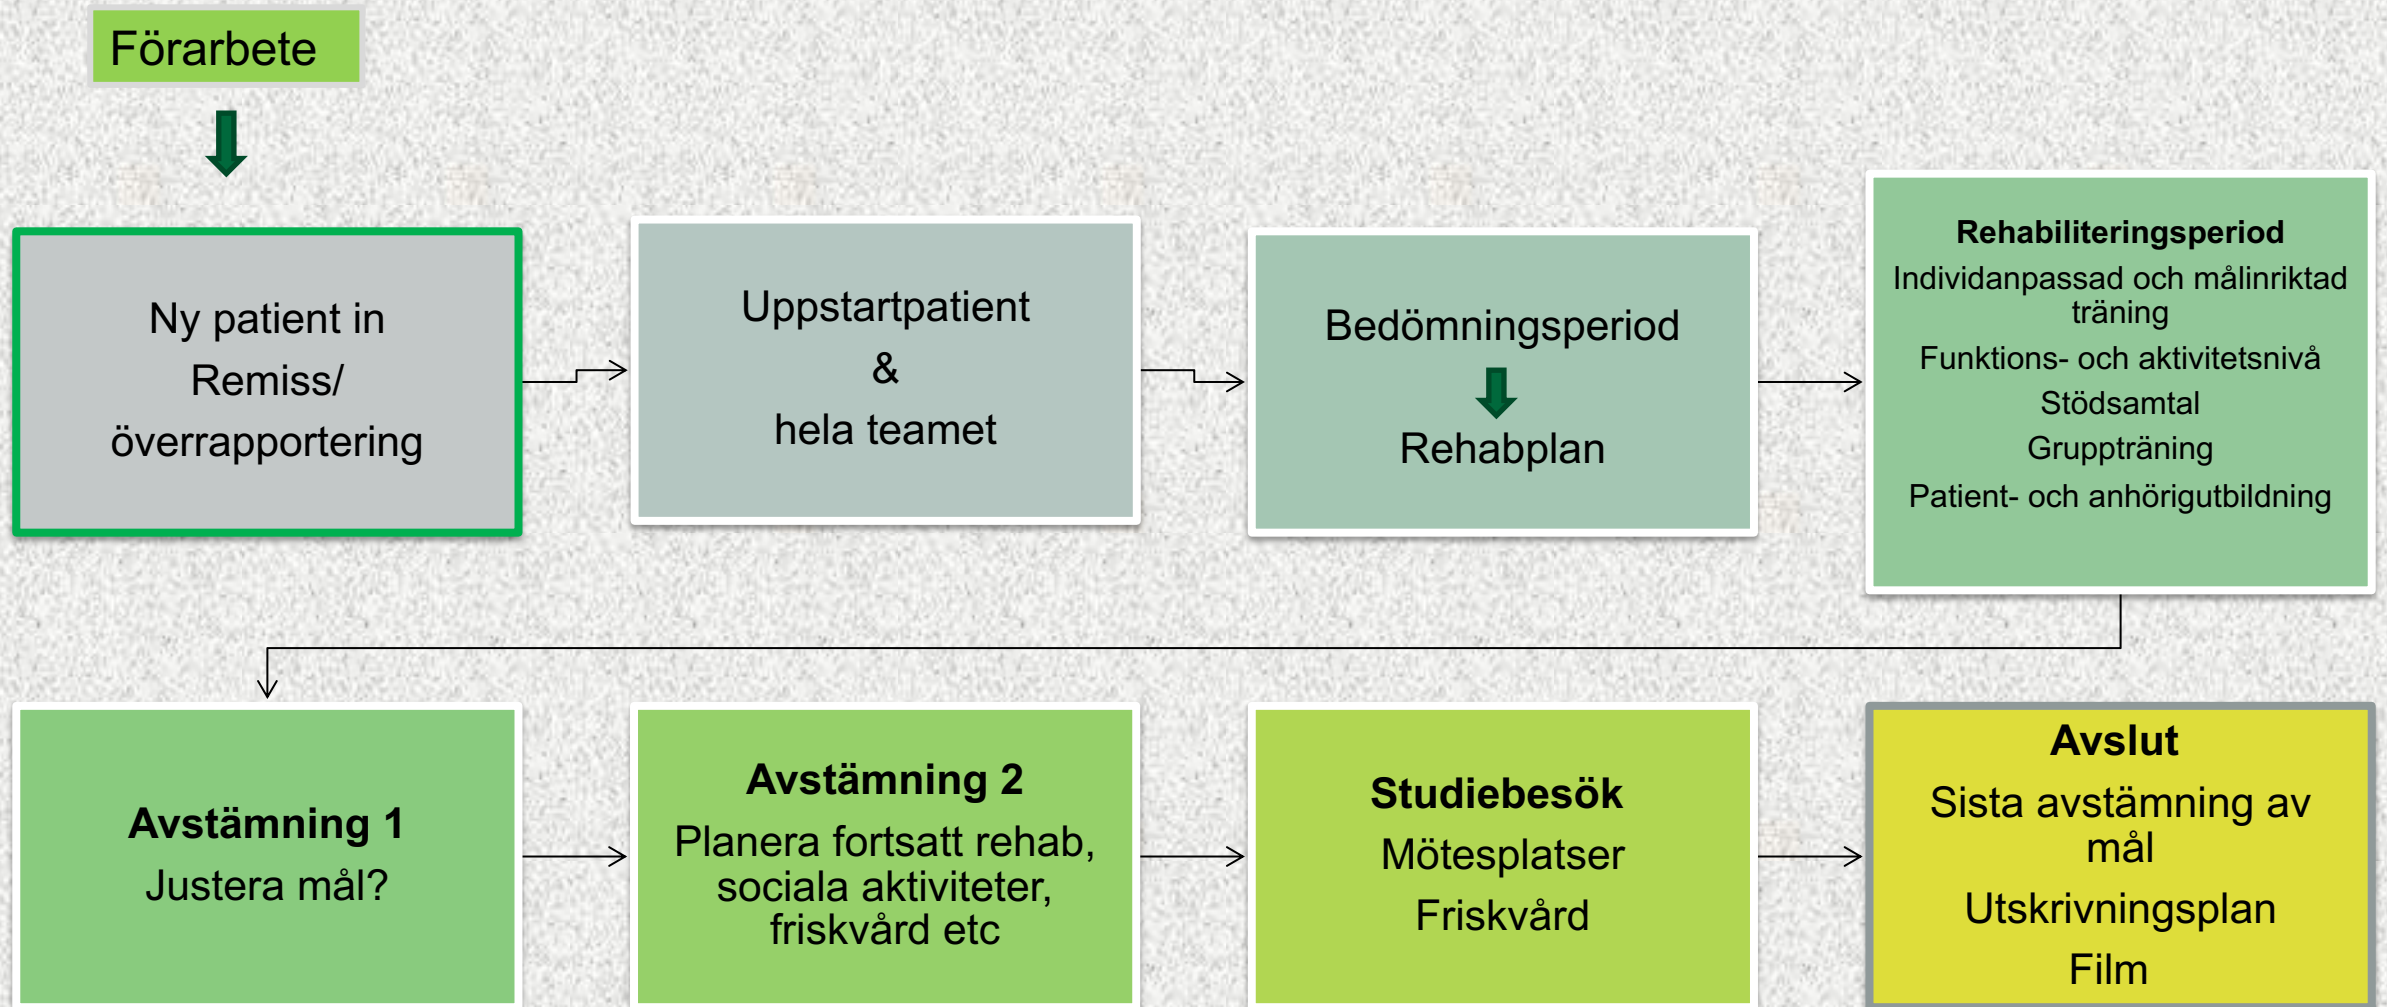 Förarbete
Ny patient in
Remiss/
överrapportering
Uppstartpatient
&
hela teamet
Bedömningsperiod
Rehabplan
Rehabiliteringsperiod
Individanpassad och målinriktad
träning
Funktions- och aktivitetsnivå
Stödsamtal
Gruppträning
Patient- och anhörigutbildning
Avstämning 1
Justera mål?
Avstämning 2
Planera fortsatt rehab,
sociala aktiviteter,
friskvård etc
Studiebesök
Mötesplatser
Friskvård
Avslut
Sista avstämning av
mål
Utskrivningsplan
Film